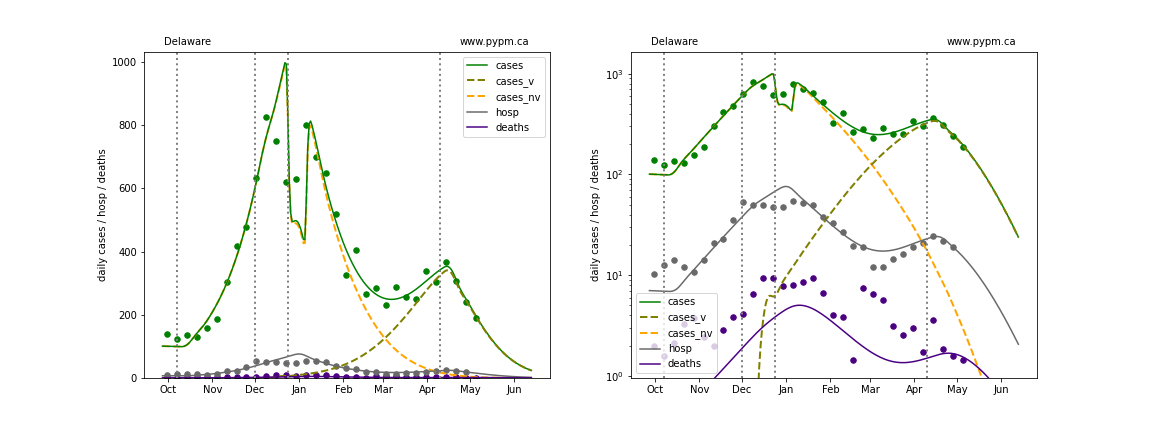 Delaware www.pypm.ca
daily cases / hosp / deaths
1000
800
600
400
200
0
cases
cases_v
cases_nv
hosp
deaths
Oct Nov Dec Jan Feb Mar Apr May Jun
Delaware www.pypm.ca
daily cases / hosp / deaths
10³
10²
10¹
10⁰
cases
cases_v
cases_nv
hosp
deaths
Oct Nov Dec Jan Feb Mar Apr May Jun